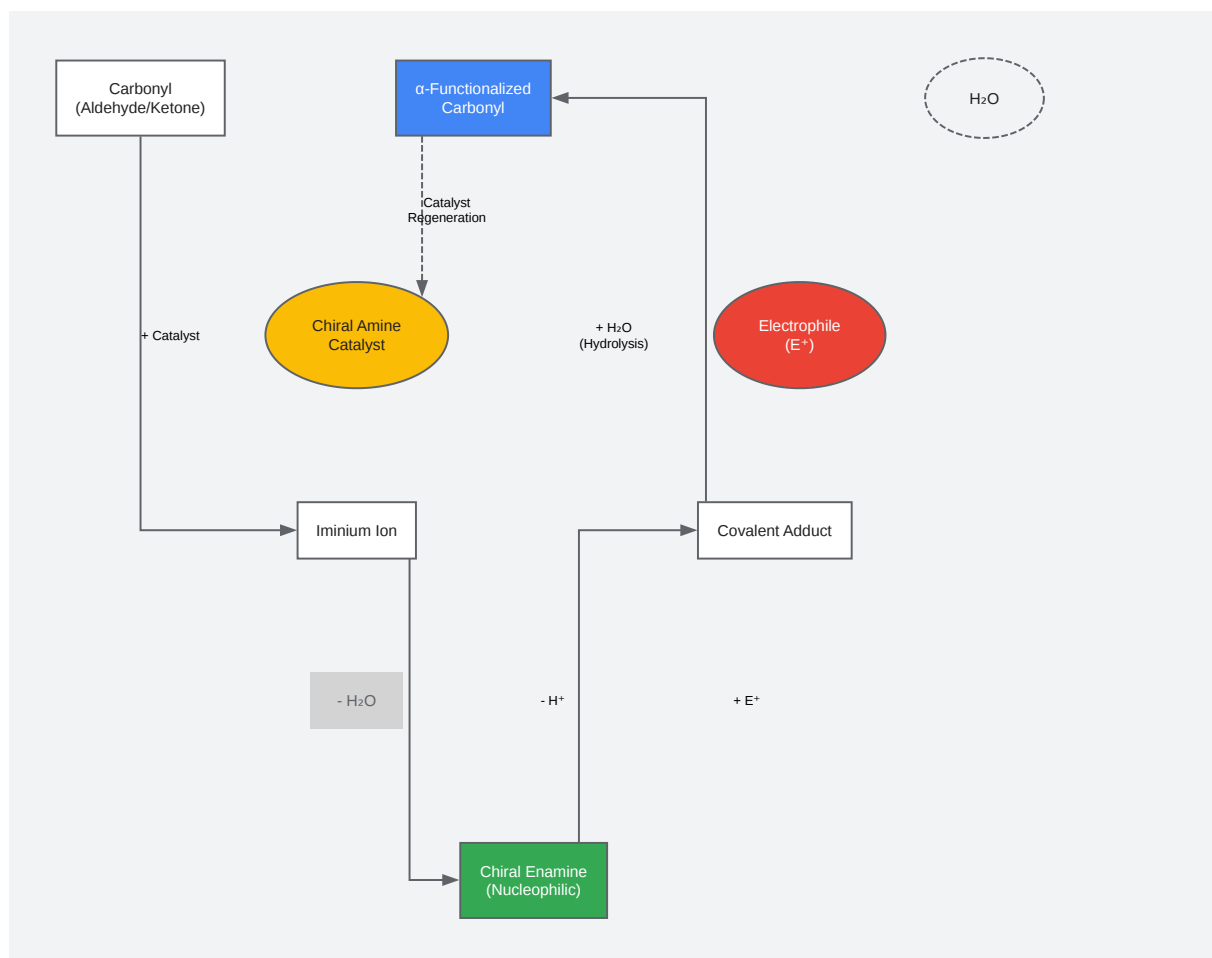 Carbonyl
(Aldehyde/Ketone)
α-Functionalized
Carbonyl
H₂O
Catalyst
Regeneration
+ Catalyst
Chiral Amine
Catalyst
+ H₂O
(Hydrolysis)
Electrophile
(E⁺)
Iminium Ion
Covalent Adduct
- H₂O
- H⁺
+ E⁺
Chiral Enamine
(Nucleophilic)